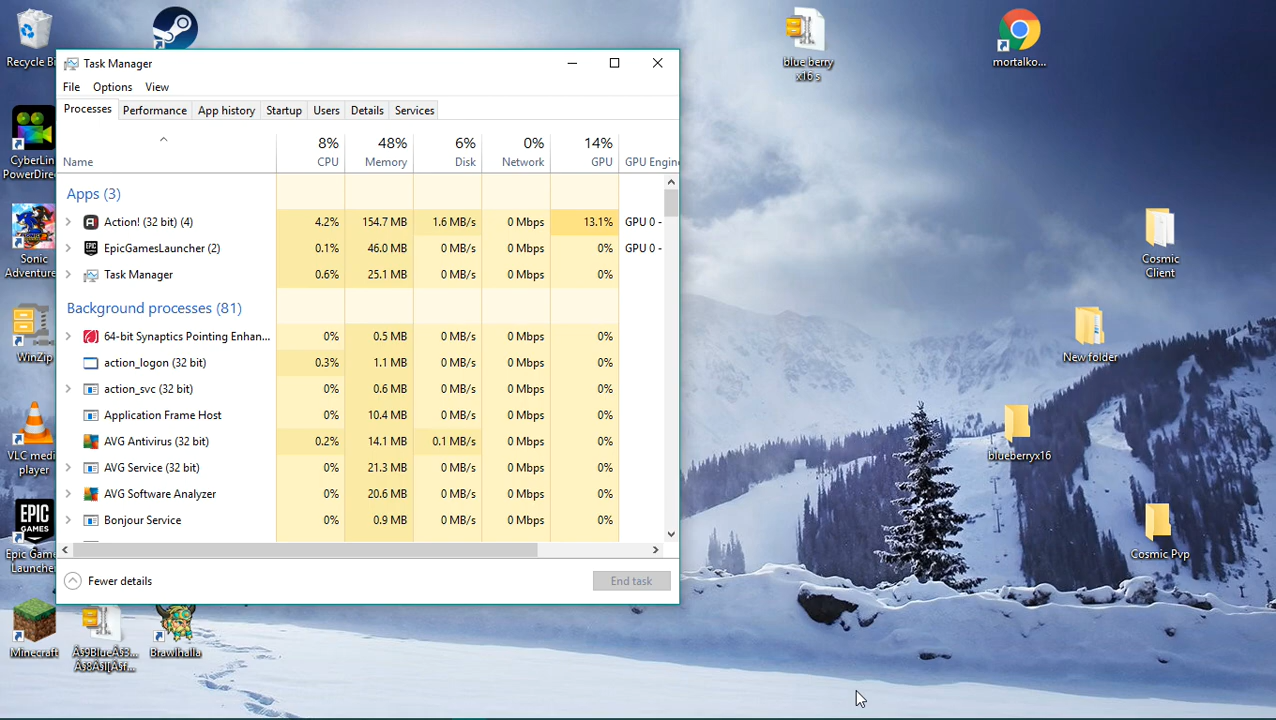 Recycle Bi
blue berry
x16 s
mortalko...
Task Manager
File Options View
Processes Performance App history Startup Users Details Services
8% 48% 6% 0% 14%
Name CPU Memory Disk Network GPU GPU Engine
Apps (3)
Action! (32 bit) (4) 4.2% 154.7 MB 1.6 MB/s 0 Mbps 13.1% GPU 0 -
EpicGamesLauncher (2) 0.1% 46.0 MB 0 MB/s 0 Mbps 0% GPU 0 -
Task Manager 0.6% 25.1 MB 0 MB/s 0 Mbps 0%
Background processes (81)
64-bit Synaptics Pointing Enhan... 0% 0.5 MB 0 MB/s 0 Mbps 0%
action_logon (32 bit) 0.3% 1.1 MB 0 MB/s 0 Mbps 0%
action_svc (32 bit) 0% 0.6 MB 0 MB/s 0 Mbps 0%
Application Frame Host 0% 10.4 MB 0 MB/s 0 Mbps 0%
AVG Antivirus (32 bit) 0.2% 14.1 MB 0.1 MB/s 0 Mbps 0%
AVG Service (32 bit) 0% 21.3 MB 0 MB/s 0 Mbps 0%
AVG Software Analyzer 0% 20.6 MB 0 MB/s 0 Mbps 0%
Bonjour Service 0% 0.9 MB 0 MB/s 0 Mbps 0%
Fewer details End task
CyberLin
PowerDire
Sonic
Adventure
WinZip
VLC medi
player
EPIC
GAMES
Epic Game
Launcher
Minecraft
Brawlhalla
Cosmic
Client
New folder
blueberryx16
Cosmic Pvp